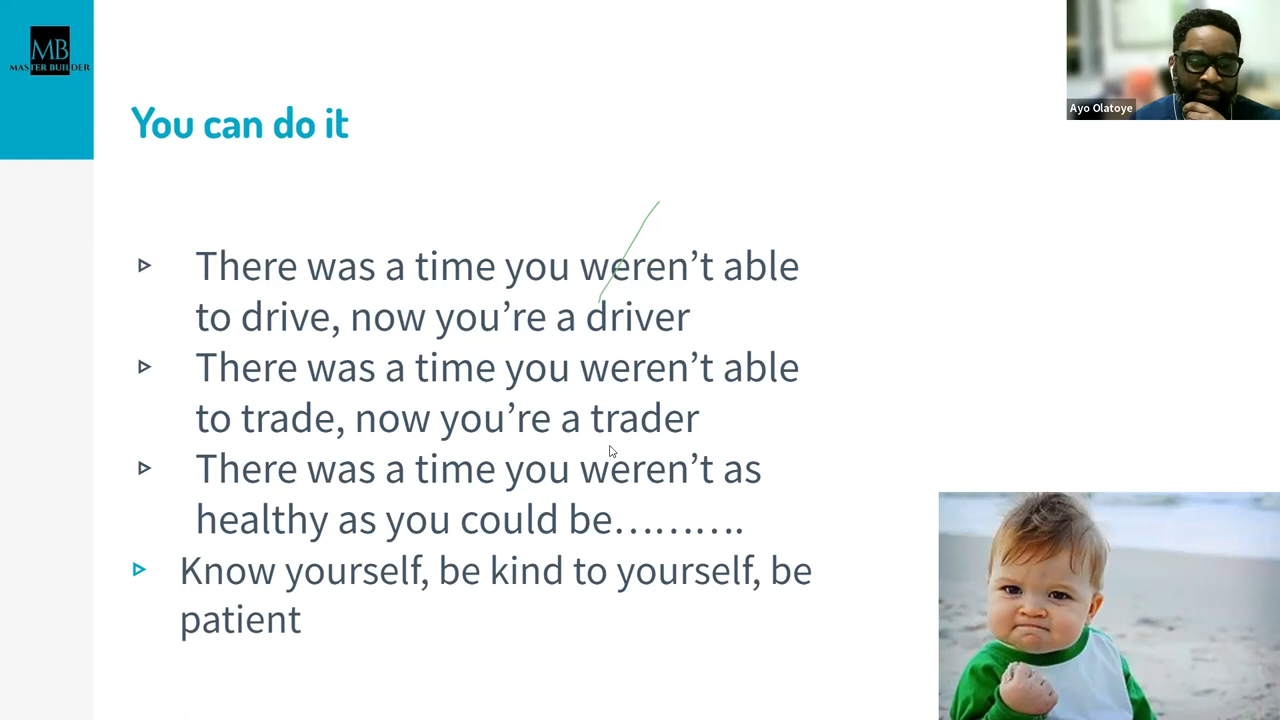 MB
MASTER BUILDER
Ayo Olatoye
You can do it
There was a time you weren’t able
to drive, now you’re a driver
There was a time you weren’t able
to trade, now you’re a trader
There was a time you weren’t as
healthy as you could be……….
Know yourself, be kind to yourself, be
patient